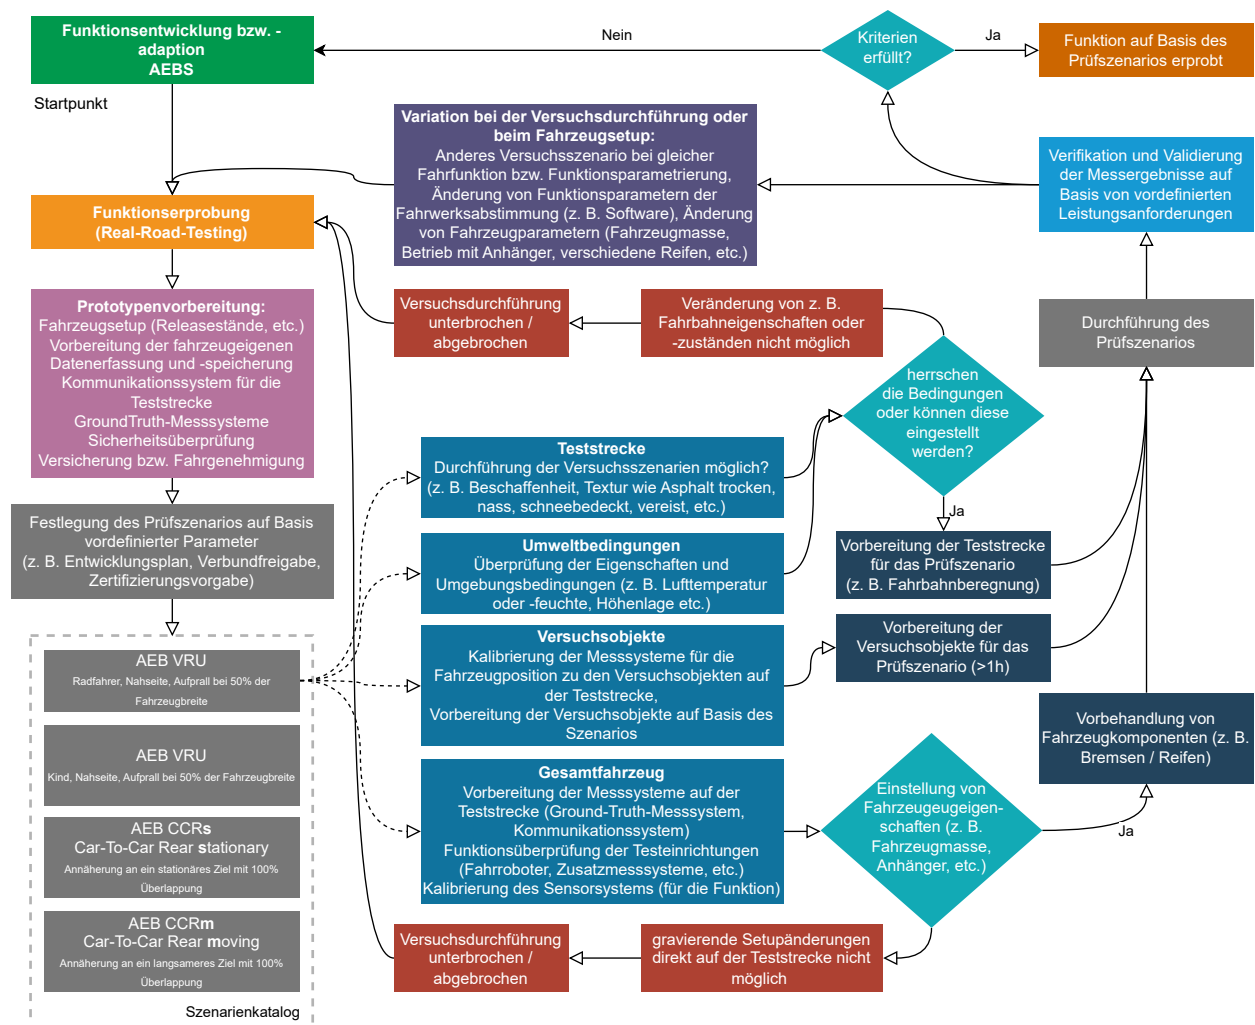 Funktionsentwicklung bzw. -
adaption
AEBS
Startpunkt
Nein
Kriterien
erfüllt?
Ja
Funktion auf Basis des
Prüfszenarios erprobt
Variation bei der Versuchsdurchführung oder
beim Fahrzeugsetup:
Anderes Versuchsszenario bei gleicher
Fahrfunktion bzw. Funktionsparametrierung,
Änderung von Funktionsparametern der
Fahrwerksabstimmung (z. B. Software), Änderung
von Fahrzeugparametern (Fahrzeugmasse,
Betrieb mit Anhänger, verschiedene Reifen, etc.)
Verifikation und Validierung
der Messergebnisse auf
Basis von vordefinierten
Leistungsanforderungen
Funktionserprobung
(Real-Road-Testing)
Prototypenvorbereitung:
Fahrzeugsetup (Releasestände, etc.)
Vorbereitung der fahrzeugeigenen
Datenerfassung und -speicherung
Kommunikationssystem für die
Teststrecke
GroundTruth-Messsysteme
Sicherheitsüberprüfung
Versicherung bzw. Fahrgenehmigung
Versuchsdurchführung
unterbrochen /
abgebrochen
Veränderung von z. B.
Fahrbahneigenschaften oder
-zuständen nicht möglich
Durchführung des
Prüfszenarios
herrschen
die Bedingungen
oder können diese
eingestellt
werden?
Ja
Teststrecke
Durchführung der Versuchsszenarien möglich?
(z. B. Beschaffenheit, Textur wie Asphalt trocken,
nass, schneebedeckt, vereist, etc.)
Festlegung des Prüfszenarios auf Basis
vordefinierter Parameter
(z. B. Entwicklungsplan, Verbundfreigabe,
Zertifizierungsvorgabe)
Umweltbedingungen
Überprüfung der Eigenschaften und
Umgebungsbedingungen (z. B. Lufttemperatur
oder -feuchte, Höhenlage etc.)
Vorbereitung der Teststrecke
für das Prüfszenario
(z. B. Fahrbahnberegnung)
Versuchsobjekte
Kalibrierung der Messsysteme für die
Fahrzeugposition zu den Versuchsobjekten auf
der Teststrecke,
Vorbereitung der Versuchsobjekte auf Basis des
Szenarios
Vorbereitung der
Versuchsobjekte für das
Prüfszenario (>1h)
AEB VRU
Radfahrer, Nahseite, Aufprall bei 50% der
Fahrzeugbreite
AEB VRU
Kind, Nahseite, Aufprall bei 50% der Fahrzeugbreite
AEB CCRs
Car-To-Car Rear stationary
Annäherung an ein stationäres Ziel mit 100%
Überlappung
AEB CCRm
Car-To-Car Rear moving
Annäherung an ein langsameres Ziel mit 100%
Überlappung
Szenarienkatalog
Gesamtfahrzeug
Vorbereitung der Messsysteme auf der
Teststrecke (Ground-Truth-Messsystem,
Kommunikationssystem)
Funktionsüberprüfung der Testeinrichtungen
(Fahrroboter, Zusatzmesssysteme, etc.)
Kalibrierung des Sensorsystems (für die Funktion)
Einstellung von
Fahrzeugeugeigen-
schaften (z. B.
Fahrzeugmasse,
Anhänger, etc.)
Ja
Vorbehandlung von
Fahrzeugkomponenten (z. B.
Bremsen / Reifen)
Versuchsdurchführung
unterbrochen /
abgebrochen
gravierende Setupänderungen
direkt auf der Teststrecke nicht
möglich